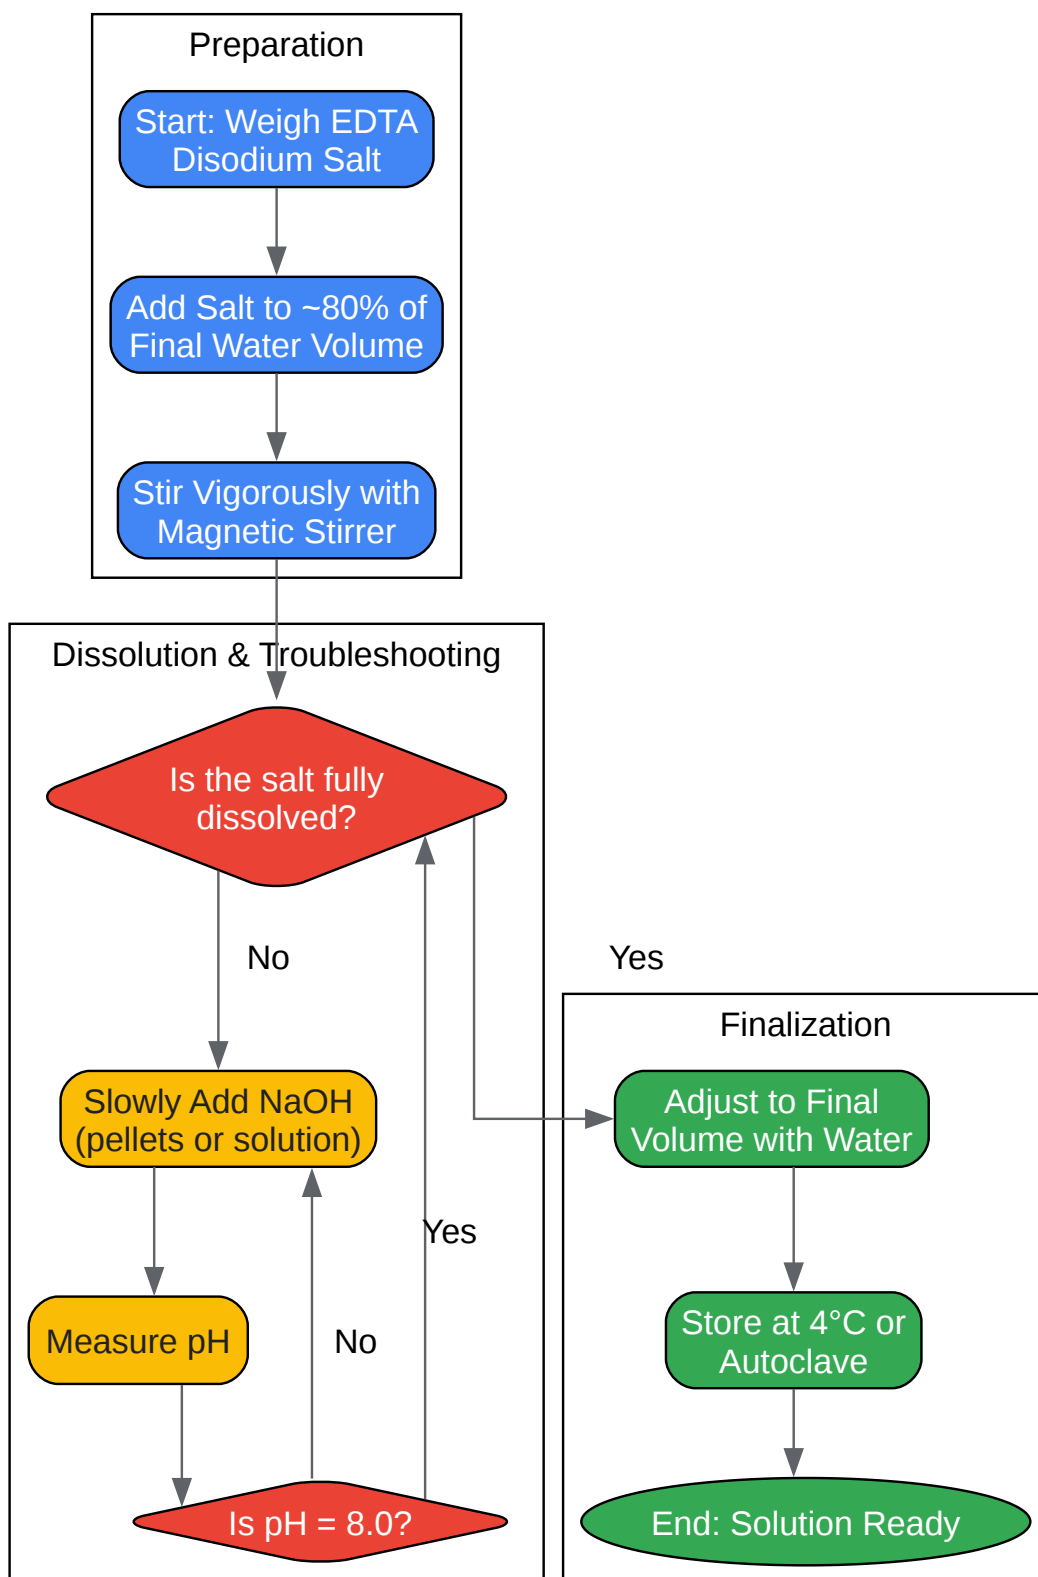 Preparation
Start: Weigh EDTA
Disodium Salt
Add Salt to ~80% of
Final Water Volume
Stir Vigorously with
Magnetic Stirrer
Dissolution & Troubleshooting
Is the salt fully
dissolved?
No
Slowly Add NaOH
(pellets or solution)
Yes
Measure pH
No
Is pH = 8.0?
Yes
Finalization
Adjust to Final
Volume with Water
Store at 4°C or
Autoclave
End: Solution Ready